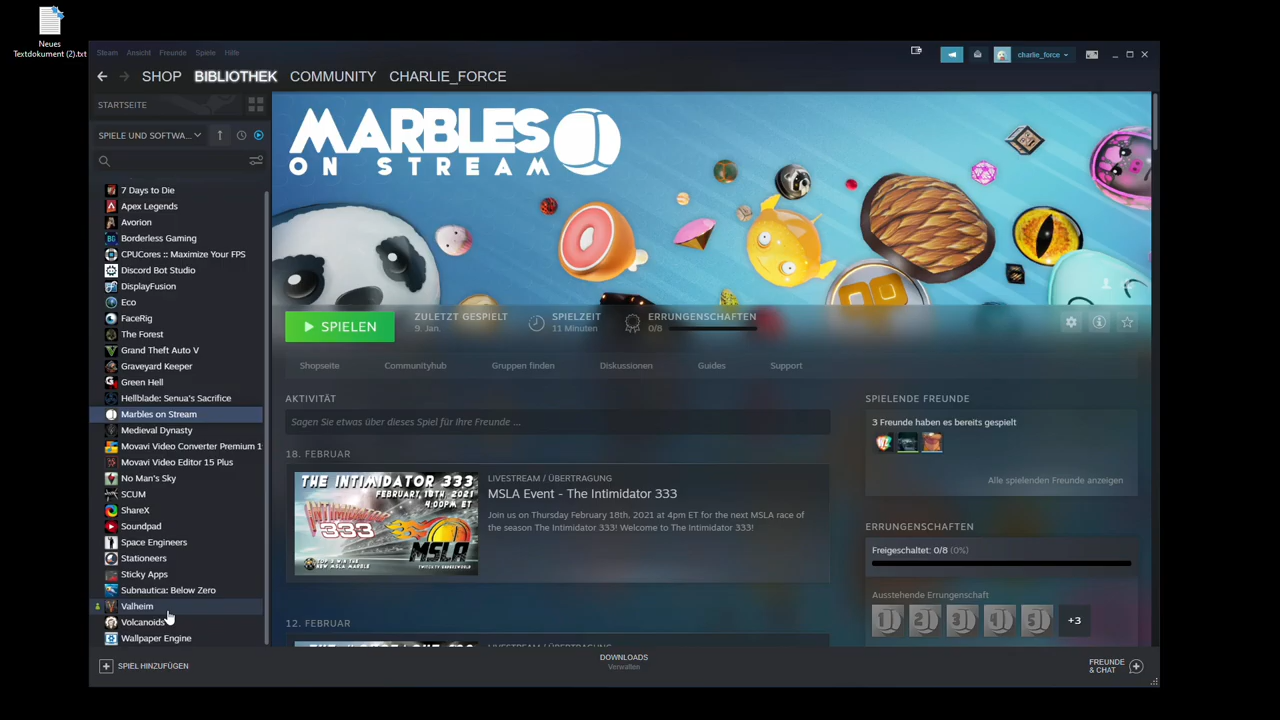 Neues
Textdokument (2).txt
Steam Ansicht Freunde Spiele Hilfe
charlie_force
SHOP BIBLIOTHEK COMMUNITY CHARLIE_FORCE
STARTSEITE
SPIELE UND SOFTWA...
7 Days to Die
Apex Legends
Avorion
Borderless Gaming
CPUCores :: Maximize Your FPS
Discord Bot Studio
DisplayFusion
Eco
FaceRig
The Forest
Grand Theft Auto V
Graveyard Keeper
Green Hell
Hellblade: Senua's Sacrifice
Marbles on Stream
Medieval Dynasty
Movavi Video Converter Premium 1
Movavi Video Editor 15 Plus
No Man's Sky
SCUM
ShareX
Soundpad
Space Engineers
Stationeers
Sticky Apps
Subnautica: Below Zero
Valheim
Volcanoids
Wallpaper Engine
SPIEL HINZUFÜGEN
MARBLES
ON STREAM
SPIELEN
ZULETZT GESPIELT
9. Jan.
SPIELZEIT
11 Minuten
ERRUNGENSCHAFTEN
0/8
Shopseite Communityhub Gruppen finden Diskussionen Guides Support
AKTIVITÄT
Sagen Sie etwas über dieses Spiel für Ihre Freunde ...
18. FEBRUAR
THE INTIMIDATOR 333
FEBRUARY, 18TH 2021
4:00PM ET
INTIMIDATOR
333
MSLA
LIVESTREAM / ÜBERTRAGUNG
MSLA Event - The Intimidator 333
Join us on Thursday February 18th, 2021 at 4pm ET for the next MSLA race of
the season The Intimidator 333! Welcome to The Intimidator 333!
12. FEBRUAR
LIVESTREAM / ÜBERTRAGUNG
SPIELENDE FREUNDE
3 Freunde haben es bereits gespielt
Alle spielenden Freunde anzeigen
ERRUNGENSCHAFTEN
Freigeschaltet: 0/8 (0%)
Ausstehende Errungenschaft
+3
DOWNLOADS
Verwalten
FREUNDE
& CHAT